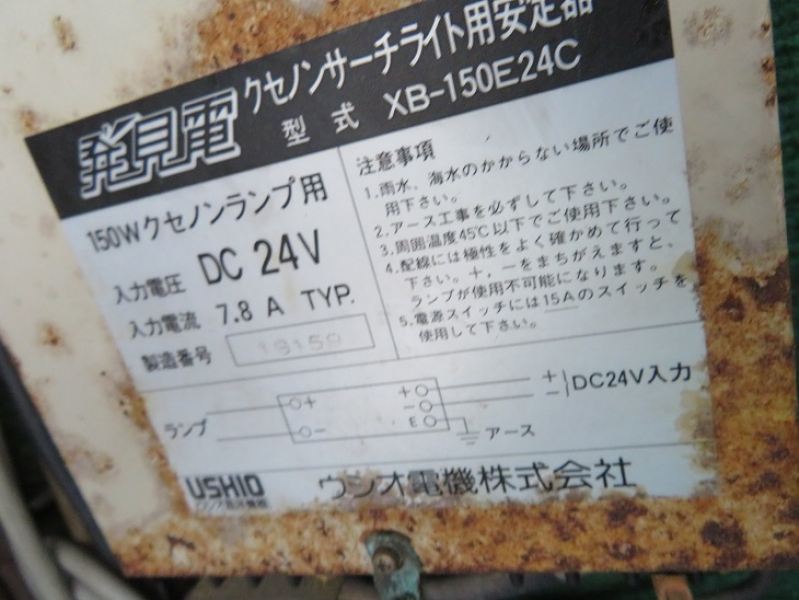 発見電 クセノンサーチライト用安定器
型式 XB-150E24C
150Wクセノンランプ用
入力電圧 DC 24V
入力電流 7.8 A TYP.
製造番号 19150
注意事項
1.雨水、海水のかからない場所でご使
用下さい。
2.アース工事を必ずして下さい。
3.周囲温度45℃以下でご使用下さい。
4.配線には極性をよく確かめて行って
下さい。+，−をまちがえますと、
ランプが使用不可能になります。
5.電源スイッチには15Aのスイッチを
使用して下さい。
ランプ
+
−
+
−
E
アース
+
−
DC24V入力
USHIO
ウシオ電機株式会社